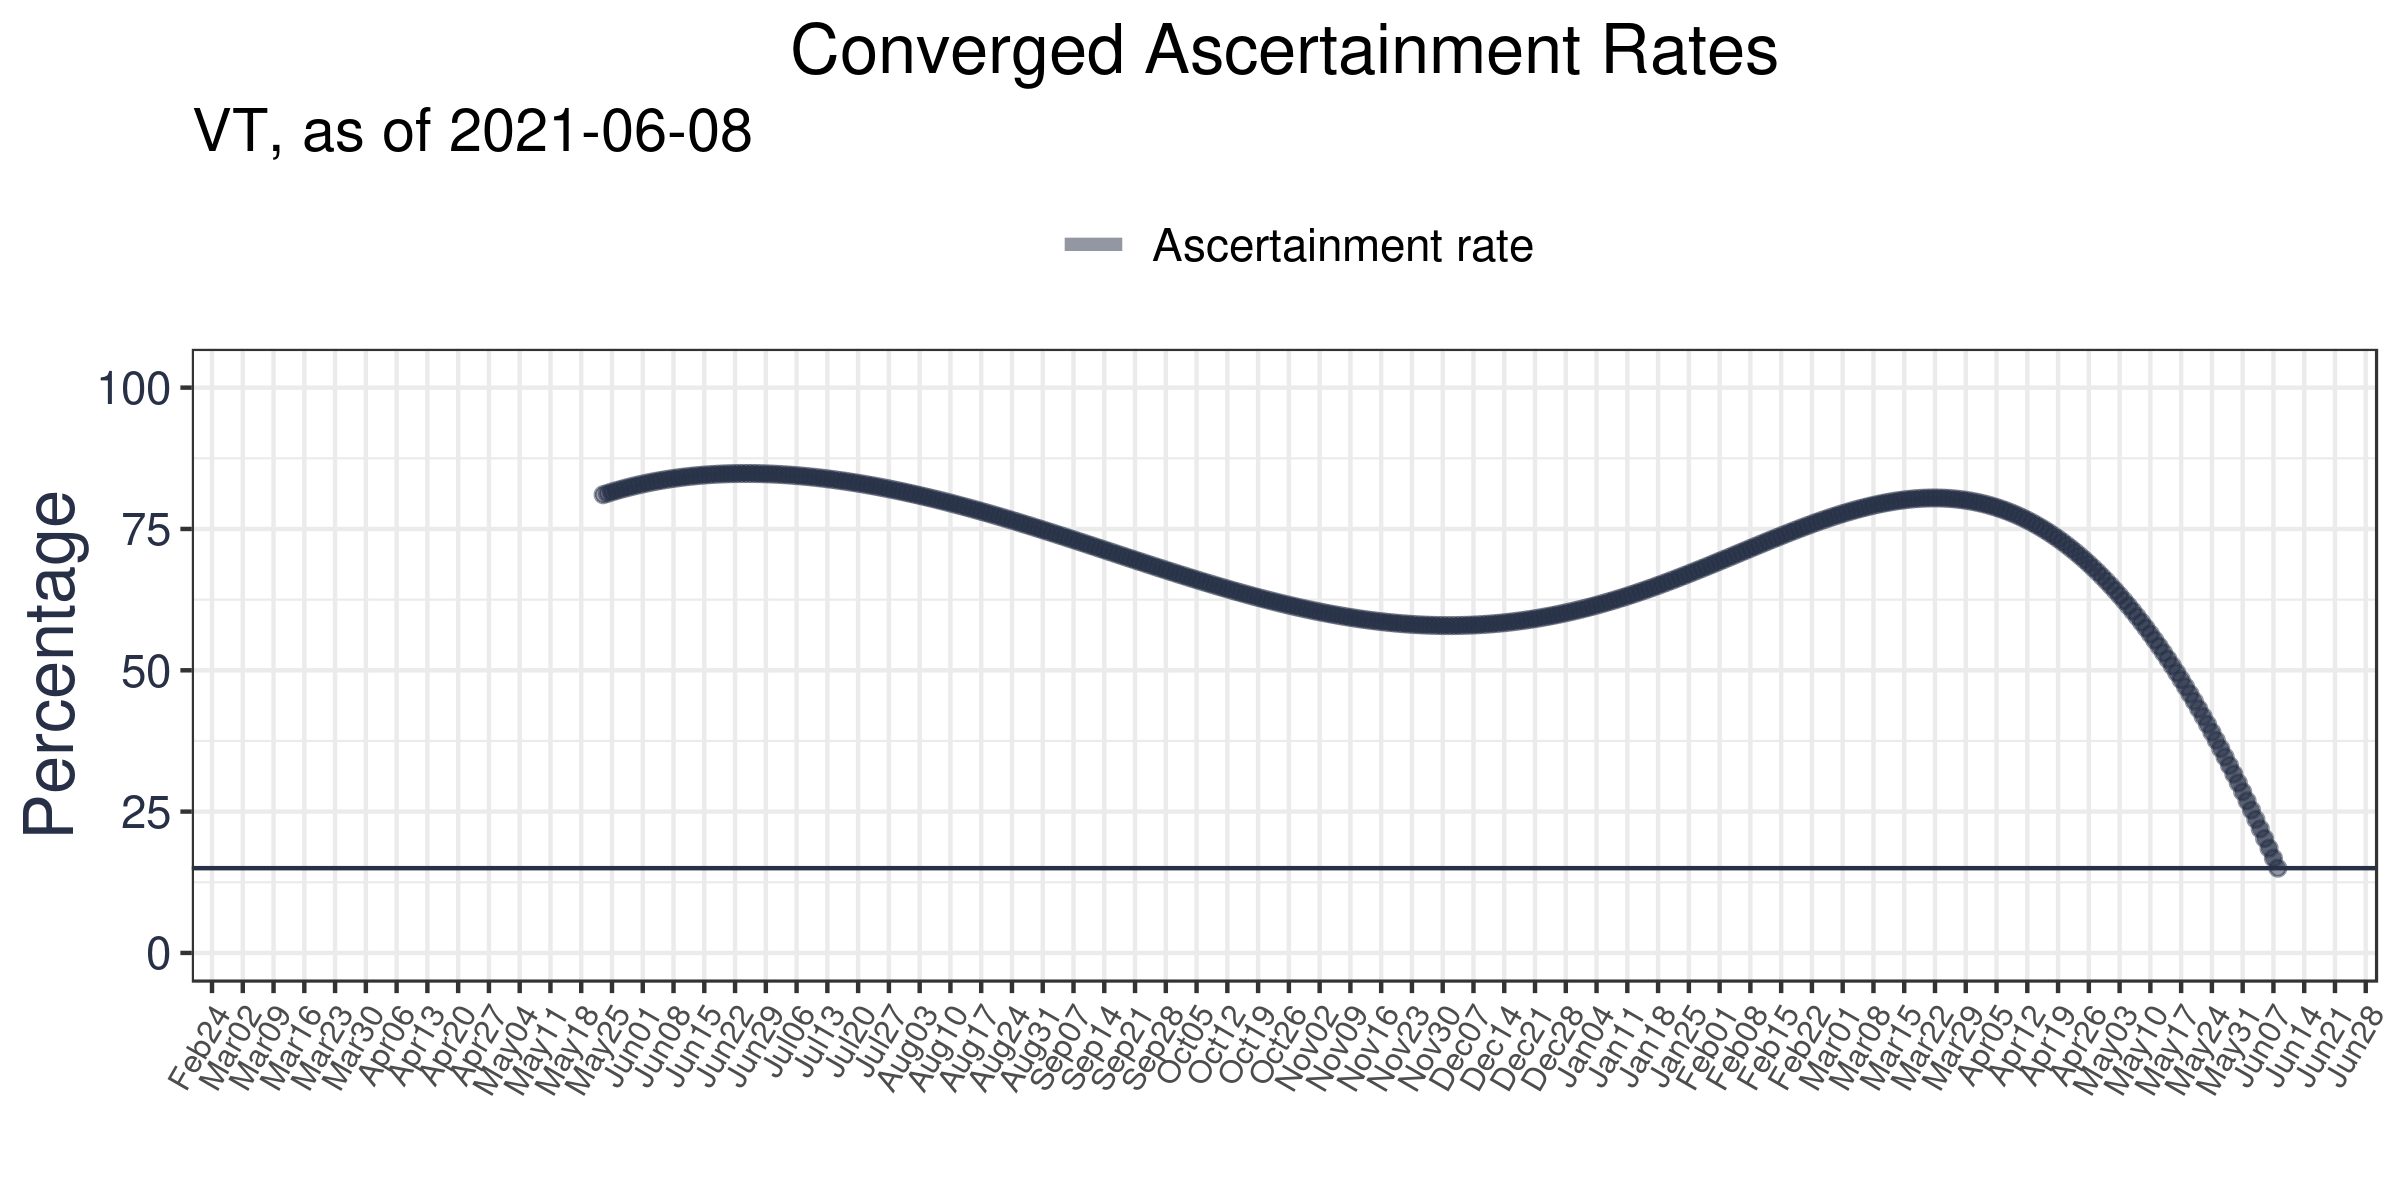 Converged Ascertainment Rates
VT, as of 2021-06-08
Ascertainment rate
Percentage
100
75
50
25
0
Feb24
Mar02
Mar09
Mar16
Mar23
Mar30
Apr06
Apr13
Apr20
Apr27
May04
May11
May18
May25
Jun01
Jun08
Jun15
Jun22
Jun29
Jul06
Jul13
Jul20
Jul27
Aug03
Aug10
Aug17
Aug24
Aug31
Sep07
Sep14
Sep21
Sep28
Oct05
Oct12
Oct19
Oct26
Nov02
Nov09
Nov16
Nov23
Nov30
Dec07
Dec14
Dec21
Dec28
Jan04
Jan11
Jan18
Jan25
Feb01
Feb08
Feb15
Feb22
Mar01
Mar08
Mar15
Mar22
Mar29
Apr05
Apr12
Apr19
Apr26
May03
May10
May17
May24
May31
Jun07
Jun14
Jun21
Jun28